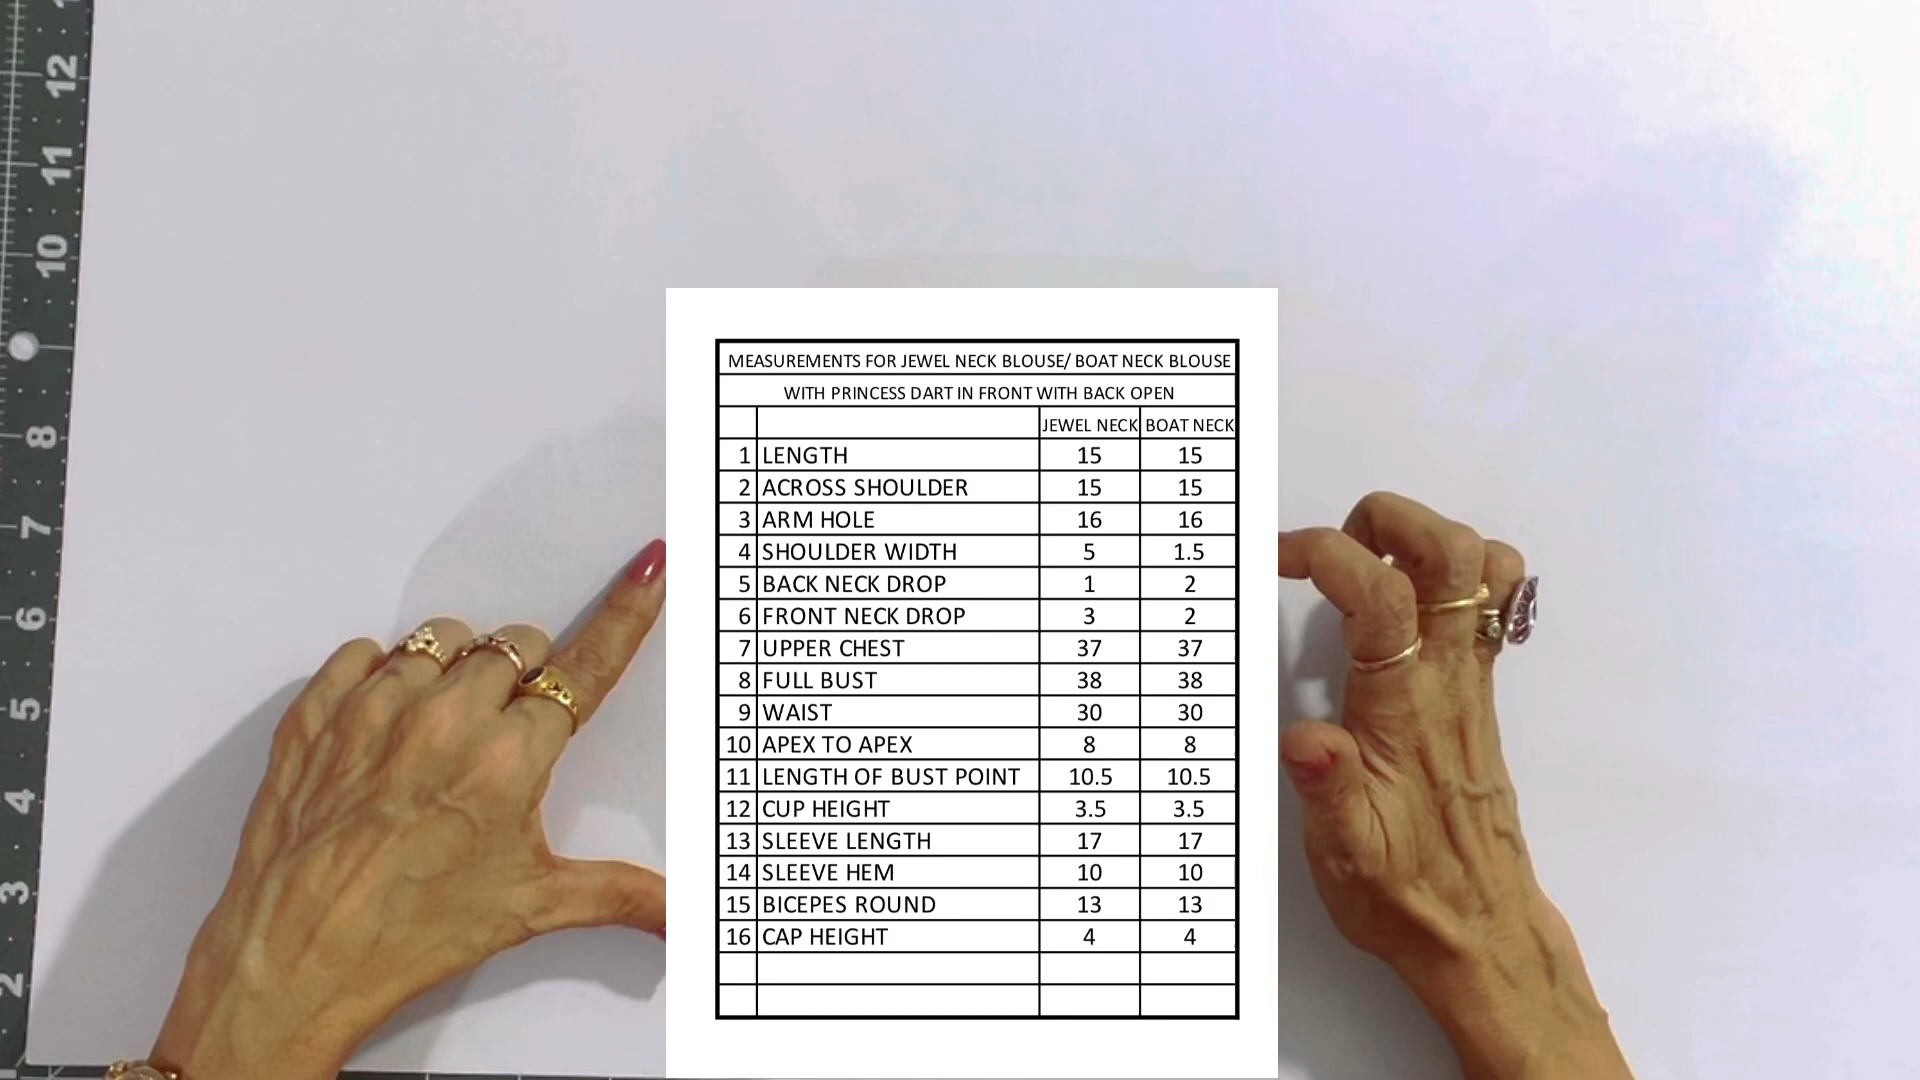 12
11
10
8
7
6
5
4
3
2
MEASUREMENTS FOR JEWEL NECK BLOUSE/ BOAT NECK BLOUSE
WITH PRINCESS DART IN FRONT WITH BACK OPEN
JEWEL NECK BOAT NECK
1 LENGTH 15 15
2 ACROSS SHOULDER 15 15
3 ARM HOLE 16 16
4 SHOULDER WIDTH 5 1.5
5 BACK NECK DROP 1 2
6 FRONT NECK DROP 3 2
7 UPPER CHEST 37 37
8 FULL BUST 38 38
9 WAIST 30 30
10 APEX TO APEX 8 8
11 LENGTH OF BUST POINT 10.5 10.5
12 CUP HEIGHT 3.5 3.5
13 SLEEVE LENGTH 17 17
14 SLEEVE HEM 10 10
15 BICEPES ROUND 13 13
16 CAP HEIGHT 4 4